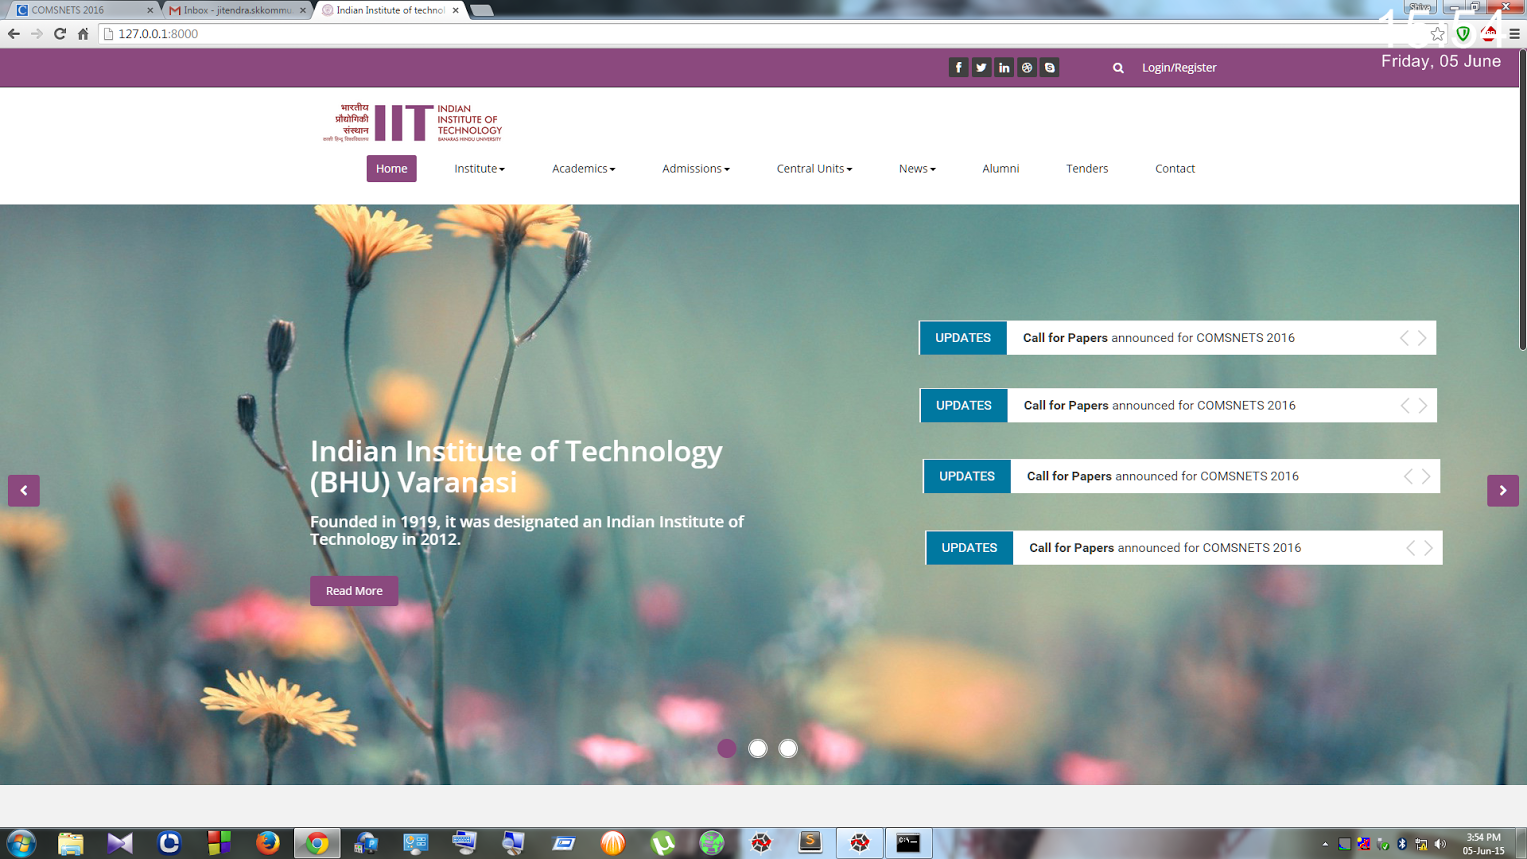 COMSNETS 2016
Inbox - jitendra.skkommu
Indian Institute of technol
Shiva
127.0.0.1:8000
15:54
Friday, 05 June
Login/Register
भारतीय
प्रौद्योगिकी
संस्थान
IIT
INDIAN
INSTITUTE OF
TECHNOLOGY
BANARAS HINDU UNIVERSITY
Home
Institute
Academics
Admissions
Central Units
News
Alumni
Tenders
Contact
UPDATES Call for Papers announced for COMSNETS 2016
UPDATES Call for Papers announced for COMSNETS 2016
UPDATES Call for Papers announced for COMSNETS 2016
UPDATES Call for Papers announced for COMSNETS 2016
Indian Institute of Technology
(BHU) Varanasi
Founded in 1919, it was designated an Indian Institute of
Technology in 2012.
Read More
3:54 PM
05-Jun-15